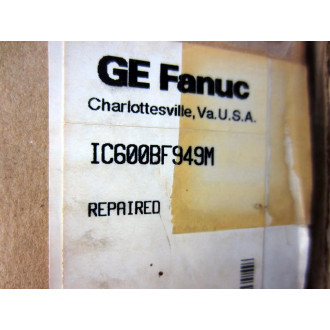 GE Fanuc
Charlottesville, Va. U.S.A.
IC600BF949M
REPAIRED